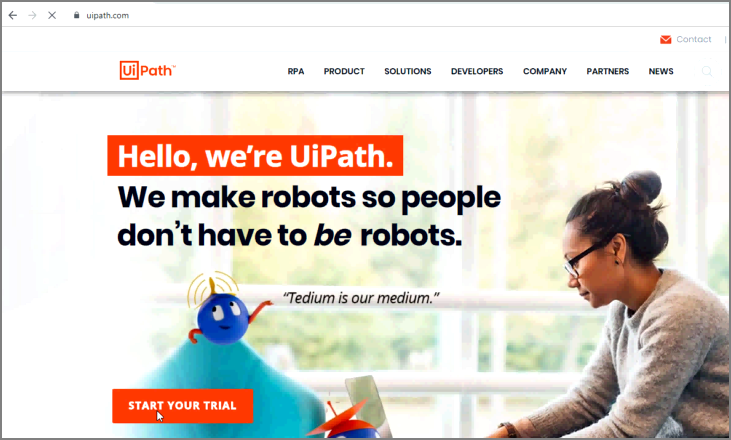 uipath.com
Contact |
UiPath™
RPA PRODUCT SOLUTIONS DEVELOPERS COMPANY PARTNERS NEWS
Hello, we’re UiPath.
We make robots so people
don’t have to be robots.
“Tedium is our medium.”
START YOUR TRIAL